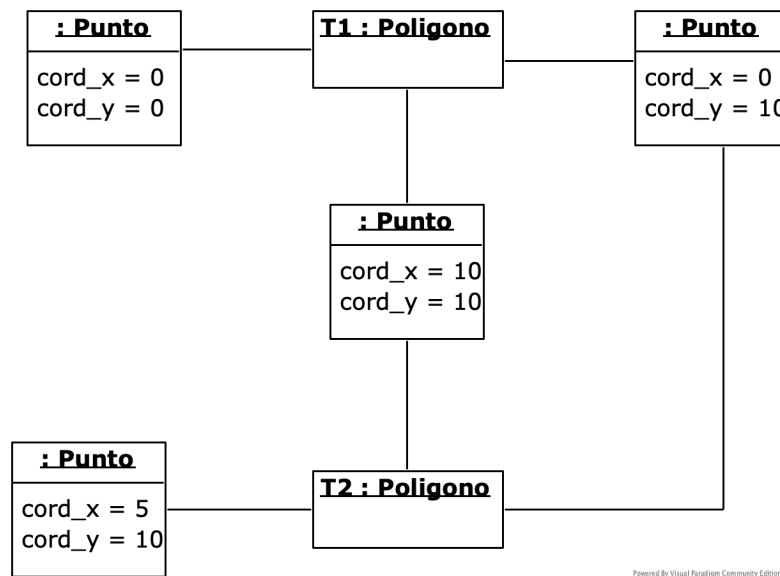 : Punto
cord_x = 0
cord_y = 0
T1 : Poligono
: Punto
cord_x = 0
cord_y = 10
: Punto
cord_x = 10
cord_y = 10
: Punto
cord_x = 5
cord_y = 10
T2 : Poligono
Powered By Visual Paradigm Community Edition